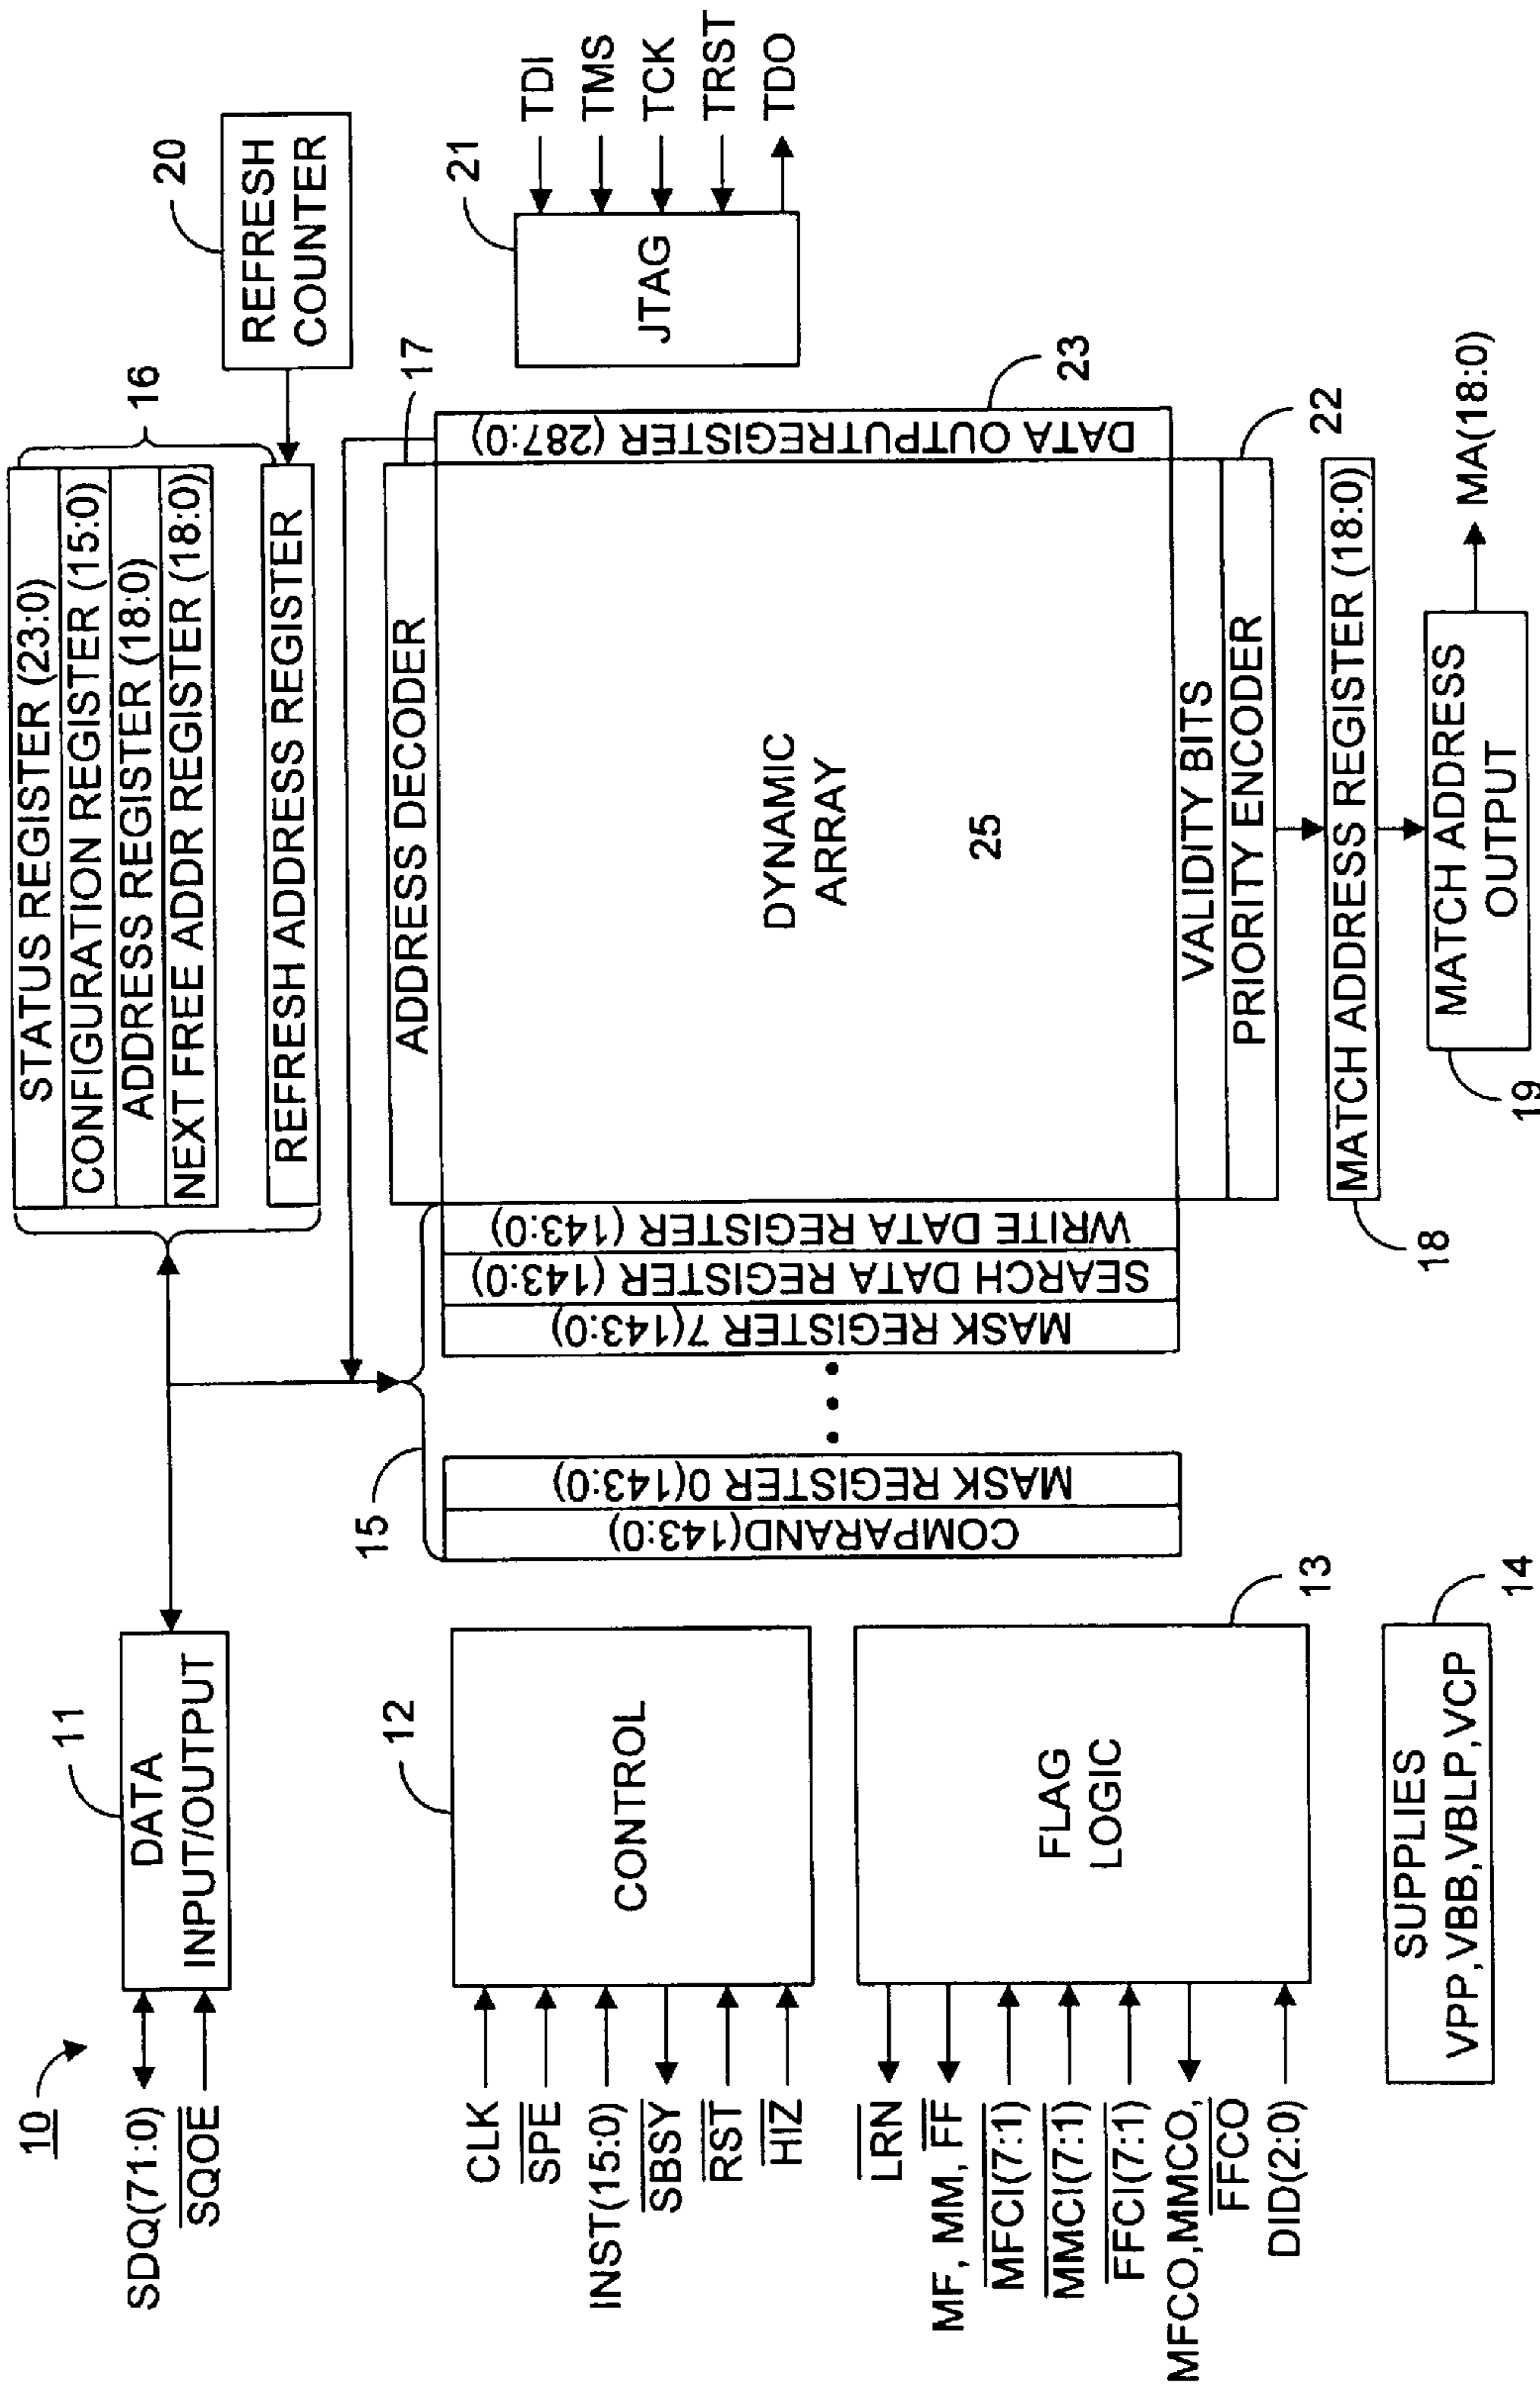 10
SDQ(71:0)
SQOE
11
DATA
INPUT/OUTPUT
STATUS REGISTER (23:0)
CONFIGURATION REGISTER (15:0)
ADDRESS REGISTER (18:0)
NEXT FREE ADDR REGISTER (18:0)
REFRESH ADDRESS REGISTER
16
20
REFRESH
COUNTER
CLK
SPE
INST(15:0)
SBSY
RST
HIZ
12
CONTROL
15
COMPARAND(143:0)
MASK REGISTER 0(143:0)
• • •
MASK REGISTER 7(143:0)
SEARCH DATA REGISTER (143:0)
WRITE DATA REGISTER (143:0)
ADDRESS DECODER
17
DYNAMIC
ARRAY
25
DATA OUTPUTREGISTER (287:0)
23
VALIDITY BITS
PRIORITY ENCODER
22
21
JTAG
TDI
TMS
TCK
TRST
TDO
LRN
MF, MM, FF
MFCI(7:1)
MMCI(7:1)
FFCI(7:1)
MFCO,MMCO,
FFCO
DID(2:0)
FLAG
LOGIC
13
18
MATCH ADDRESS REGISTER (18:0)
SUPPLIES
VPP,VBB,VBLP,VCP
14
19
MATCH ADDRESS
OUTPUT
MA(18:0)